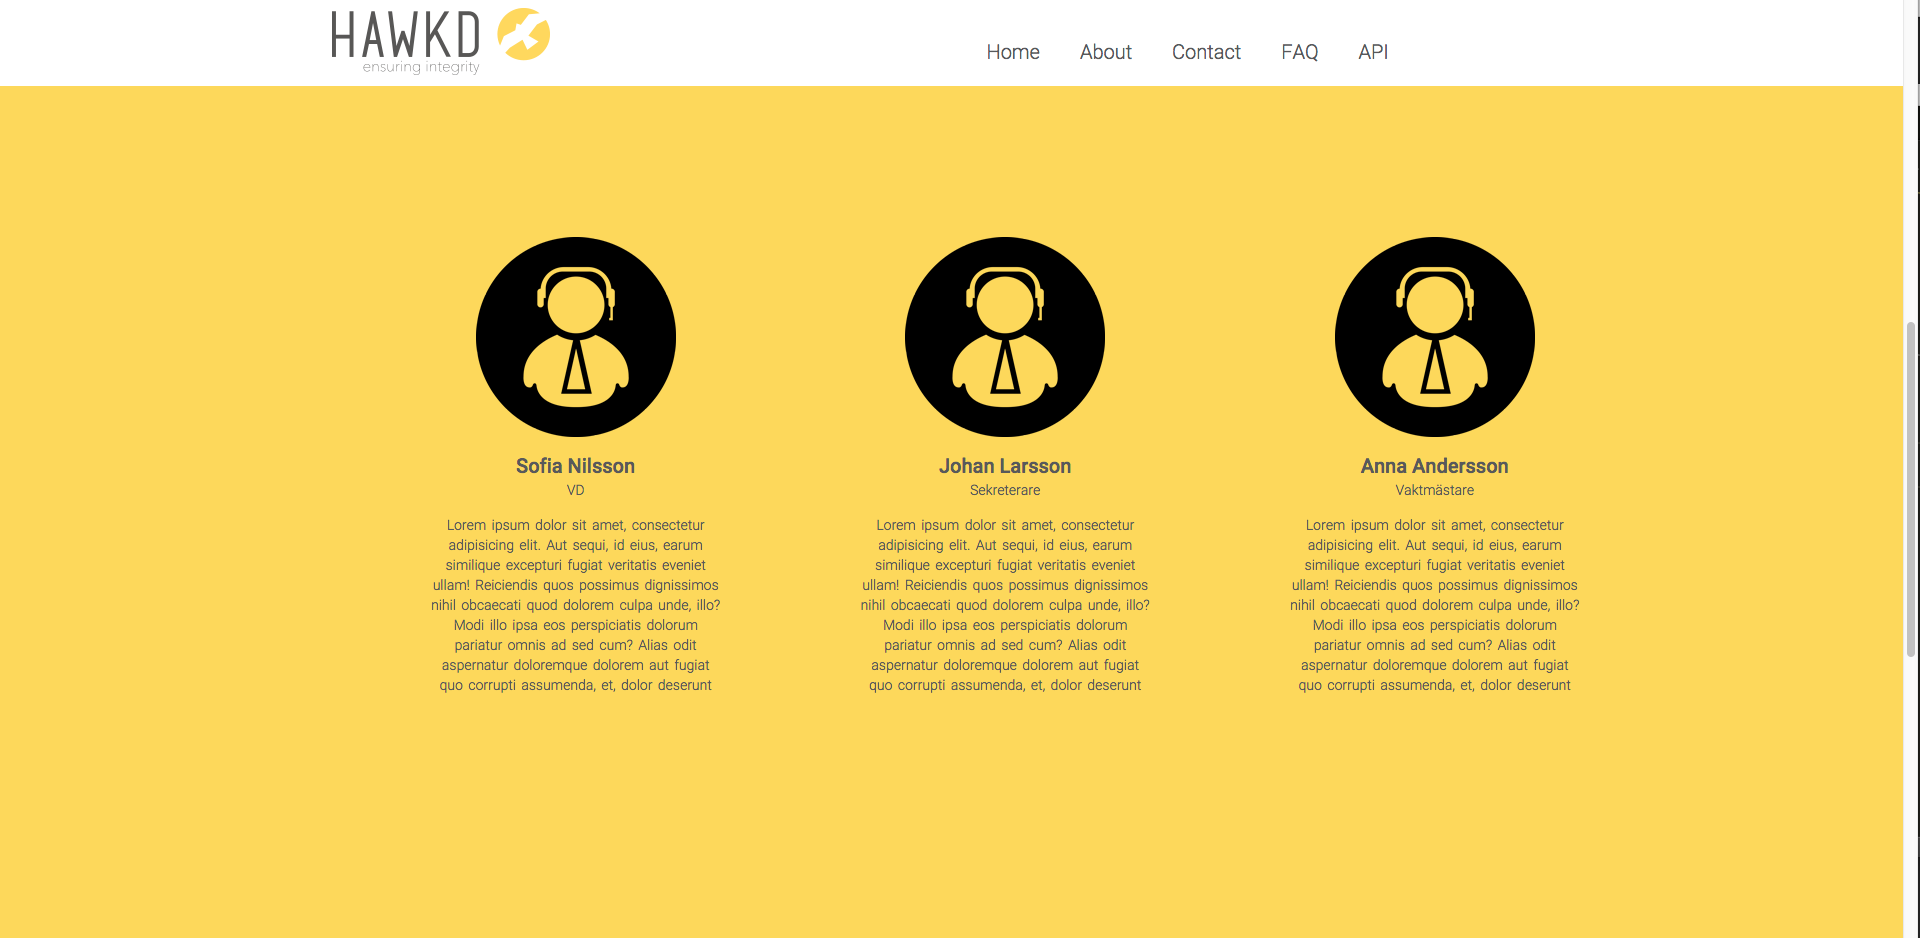 HAWKD
ensuring integrity
Home About Contact FAQ API
Sofia Nilsson
VD
Lorem ipsum dolor sit amet, consectetur
adipisicing elit. Aut sequi, id eius, earum
similique excepturi fugiat veritatis eveniet
ullam! Reiciendis quos possimus dignissimos
nihil obcaecati quod dolorem culpa unde, illo?
Modi illo ipsa eos perspiciatis dolorum
pariatur omnis ad sed cum? Alias odit
aspernatur doloremque dolorem aut fugiat
quo corrupti assumenda, et, dolor deserunt
Johan Larsson
Sekreterare
Lorem ipsum dolor sit amet, consectetur
adipisicing elit. Aut sequi, id eius, earum
similique excepturi fugiat veritatis eveniet
ullam! Reiciendis quos possimus dignissimos
nihil obcaecati quod dolorem culpa unde, illo?
Modi illo ipsa eos perspiciatis dolorum
pariatur omnis ad sed cum? Alias odit
aspernatur doloremque dolorem aut fugiat
quo corrupti assumenda, et, dolor deserunt
Anna Andersson
Vaktmästare
Lorem ipsum dolor sit amet, consectetur
adipisicing elit. Aut sequi, id eius, earum
similique excepturi fugiat veritatis eveniet
ullam! Reiciendis quos possimus dignissimos
nihil obcaecati quod dolorem culpa unde, illo?
Modi illo ipsa eos perspiciatis dolorum
pariatur omnis ad sed cum? Alias odit
aspernatur doloremque dolorem aut fugiat
quo corrupti assumenda, et, dolor deserunt